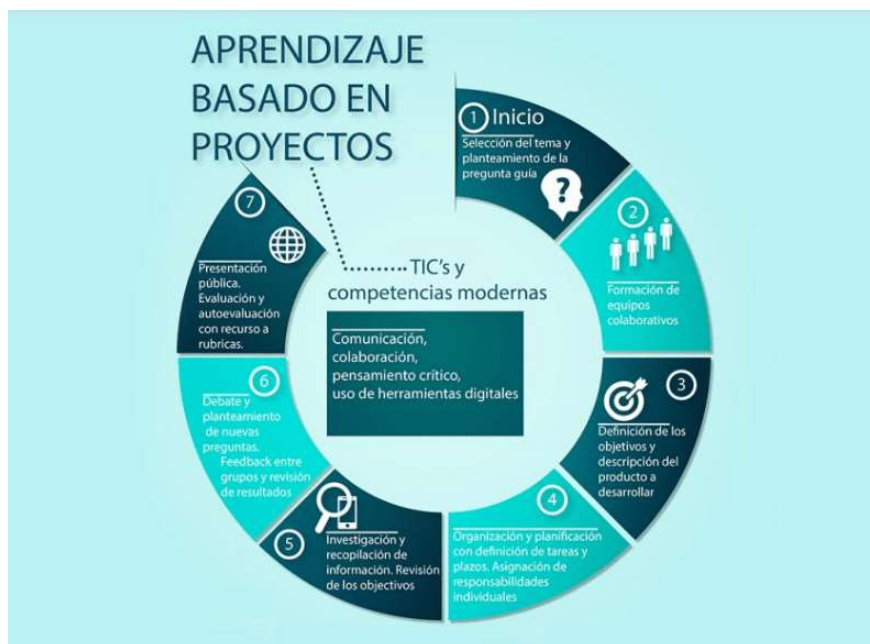 APRENDIZAJE
BASADO EN
PROYECTOS
1 Inicio
Selección del tema y
planteamiento de la
pregunta guía
?
2
Formación de
equipos
colaborativos
3
Definición de los
objetivos y
descripción del
producto a
desarrollar
4
Organización y planificación
con definición de tareas y
plazos. Asignación de
responsabilidades
individuales
5
Investigación y
recopilación de
información. Revisión
de los objetivos
6
Debate y
planteamiento
de nuevas
preguntas.
Feedback entre
grupos y revisión
de resultados
7
Presentación
pública.
Evaluación y
autoevaluación
con recurso a
rubricas.
TIC's y
competencias modernas
Comunicación,
colaboración,
pensamiento crítico,
uso de herramientas digitales